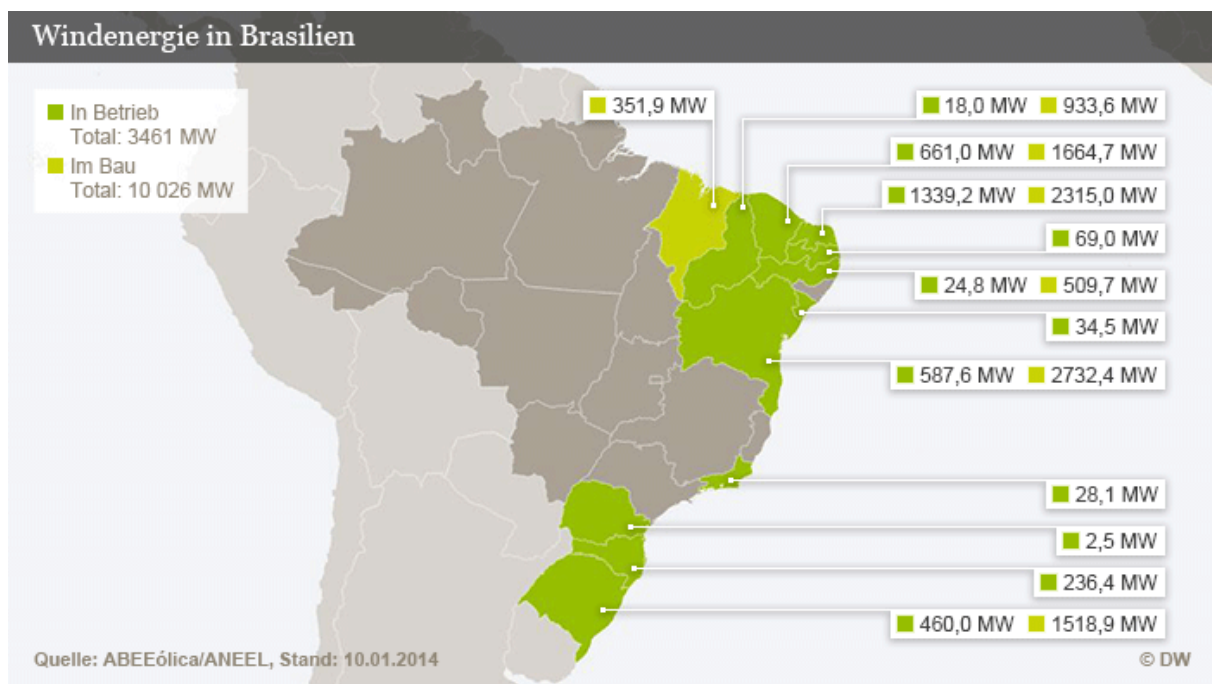 Windenergie in Brasilien
In Betrieb
Total: 3461 MW
Im Bau
Total: 10 026 MW
351,9 MW
18,0 MW 933,6 MW
661,0 MW 1664,7 MW
1339,2 MW 2315,0 MW
69,0 MW
24,8 MW 509,7 MW
34,5 MW
587,6 MW 2732,4 MW
28,1 MW
2,5 MW
236,4 MW
460,0 MW 1518,9 MW
Quelle: ABEEólica/ANEEL, Stand: 10.01.2014
© DW